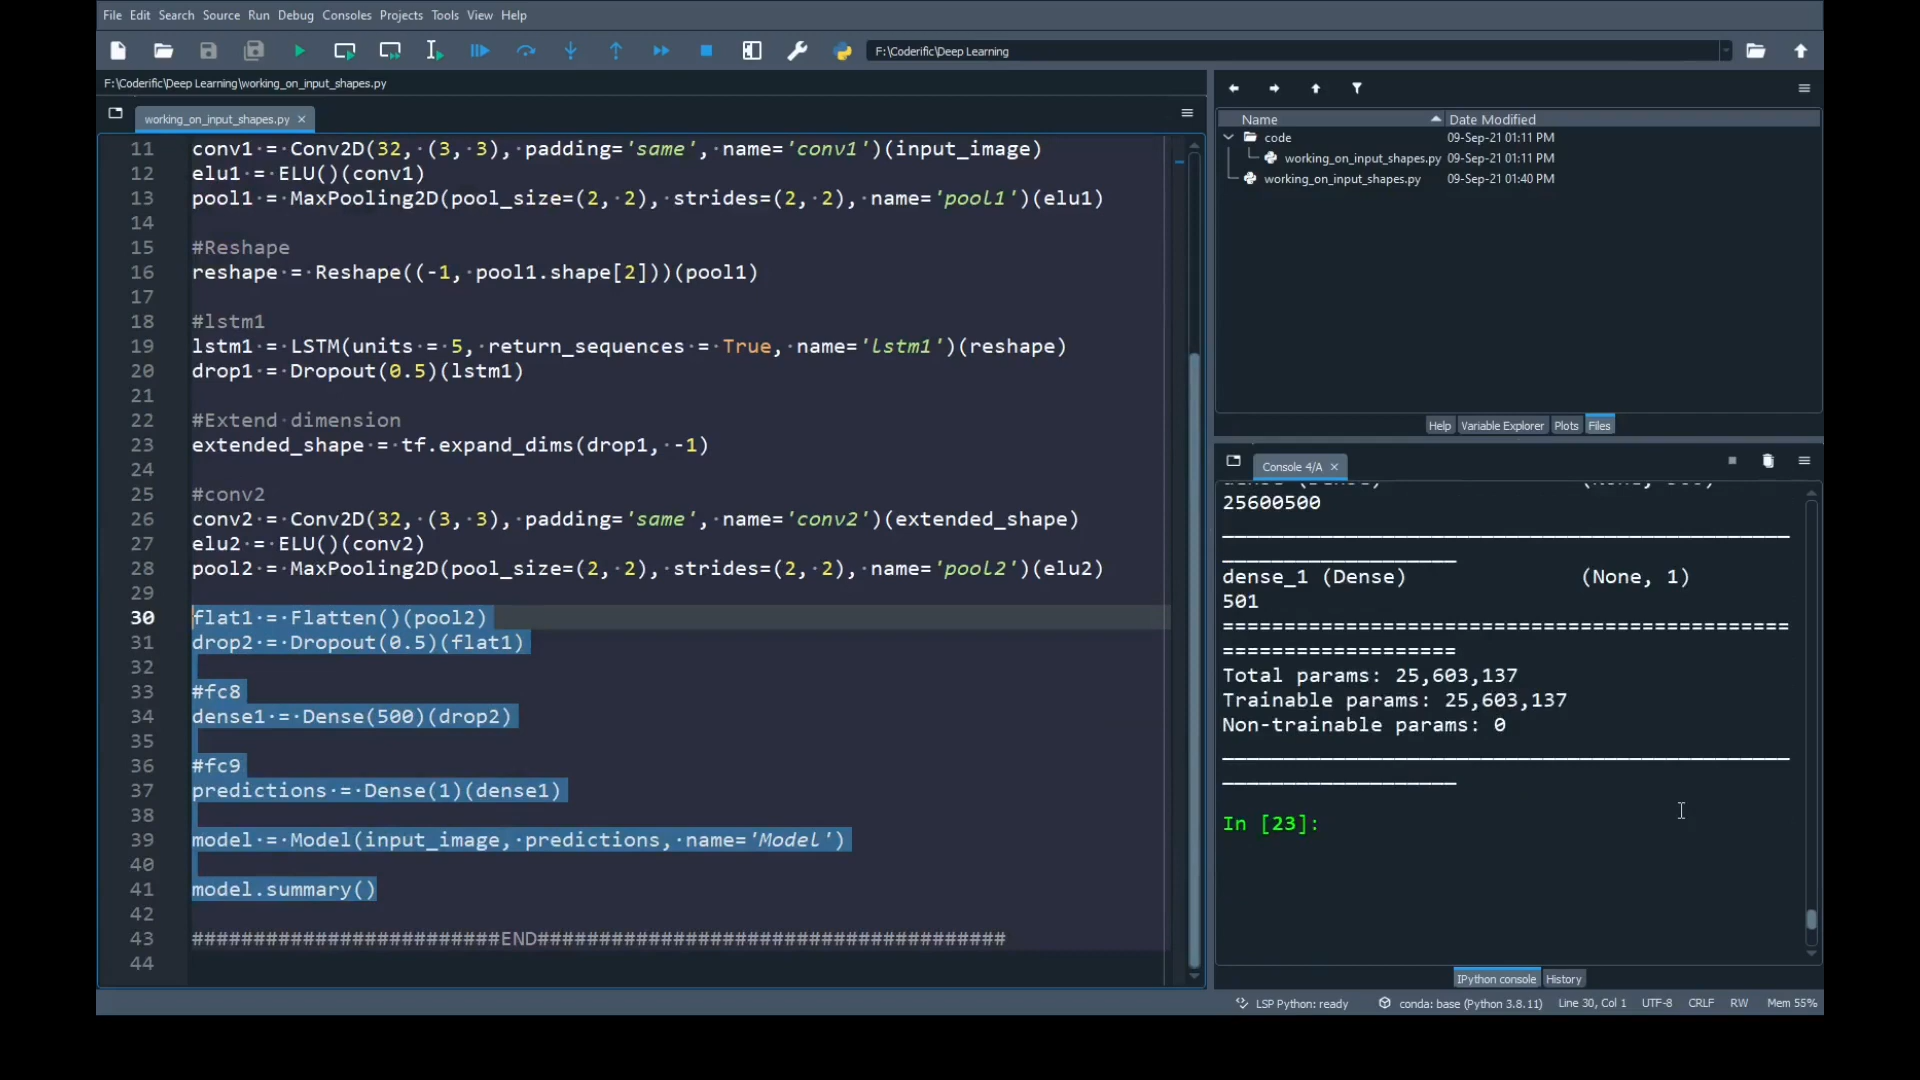 File Edit Search Source Run Debug Consoles Projects Tools View Help
F:\Coderific\Deep Learning
F:\Coderific\Deep Learning\working_on_input_shapes.py
working_on_input_shapes.py
11 conv1 = Conv2D(32, (3, 3), padding='same', name='conv1')(input_image)
12 elu1 = ELU()(conv1)
13 pool1 = MaxPooling2D(pool_size=(2, 2), strides=(2, 2), name='pool1')(elu1)
14
15 #Reshape
16 reshape = Reshape((-1, pool1.shape[2]))(pool1)
17
18 #lstm1
19 lstm1 = LSTM(units = 5, return_sequences = True, name='lstm1')(reshape)
20 drop1 = Dropout(0.5)(lstm1)
21
22 #Extend dimension
23 extended_shape = tf.expand_dims(drop1, -1)
24
25 #conv2
26 conv2 = Conv2D(32, (3, 3), padding='same', name='conv2')(extended_shape)
27 elu2 = ELU()(conv2)
28 pool2 = MaxPooling2D(pool_size=(2, 2), strides=(2, 2), name='pool2')(elu2)
29
30 flat1 = Flatten()(pool2)
31 drop2 = Dropout(0.5)(flat1)
32
33 #fc8
34 dense1 = Dense(500)(drop2)
35
36 #fc9
37 predictions = Dense(1)(dense1)
38
39 model = Model(input_image, predictions, name='Model')
40
41 model.summary()
42
43 #########################END######################################
44
Name Date Modified
code 09-Sep-21 01:11 PM
working_on_input_shapes.py 09-Sep-21 01:11 PM
working_on_input_shapes.py 09-Sep-21 01:40 PM
Help Variable Explorer Plots Files
Console 4/A
25600500
dense_1 (Dense) (None, 1)
501
==============================================
===================
Total params: 25,603,137
Trainable params: 25,603,137
Non-trainable params: 0
In [23]:
IPython console History
LSP Python: ready conda: base (Python 3.8.11) Line 30, Col 1 UTF-8 CRLF RW Mem 55%